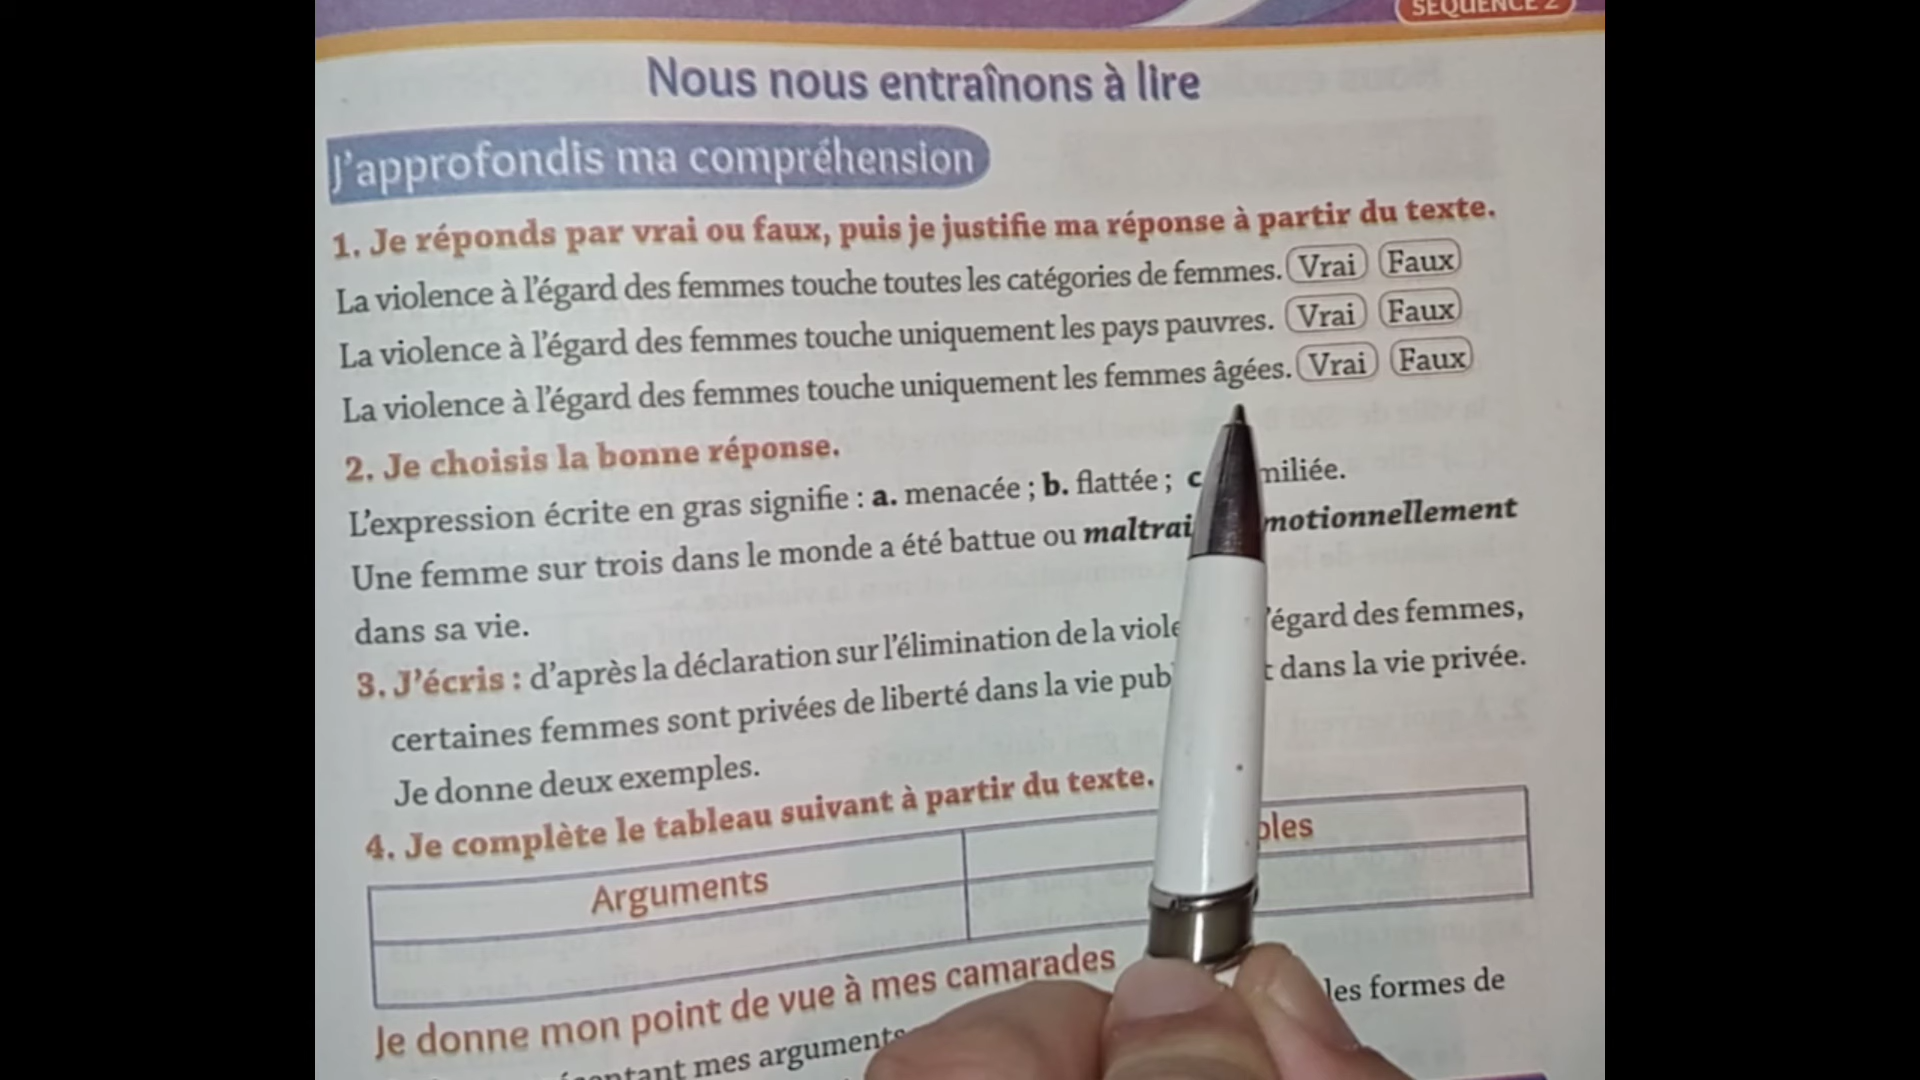 SÉQUENCE 2
Nous nous entraînons à lire
J'approfondis ma compréhension
1. Je réponds par vrai ou faux, puis je justifie ma réponse à partir du texte.
La violence à l'égard des femmes touche toutes les catégories de femmes. Vrai Faux
La violence à l'égard des femmes touche uniquement les pays pauvres. Vrai Faux
La violence à l'égard des femmes touche uniquement les femmes âgées. Vrai Faux
2. Je choisis la bonne réponse.
L'expression écrite en gras signifie : a. menacée ; b. flattée ; c miliée.
Une femme sur trois dans le monde a été battue ou maltrai motionnellement
dans sa vie.
3. J'écris : d'après la déclaration sur l'élimination de la viole l'égard des femmes,
certaines femmes sont privées de liberté dans la vie pub t dans la vie privée.
Je donne deux exemples.
4. Je complète le tableau suivant à partir du texte.
Arguments ples
Je donne mon point de vue à mes camarades
les formes de
mes arguments